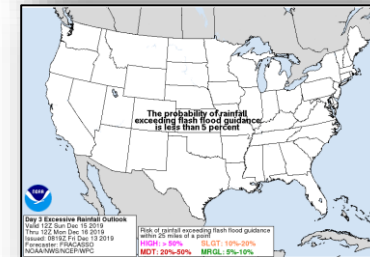 The probability of rainfall
exceeding flash flood guidance
is less than 5 percent
Day 3 Excessive Rainfall Outlook
Valid 12Z Sun Dec 15 2019
Thru 12Z Mon Dec 16 2019
Issued: 0819Z Fri Dec 13 2019
Forecaster: FRACASSO
NOAA/NWS/NCEP/WPC
Risk of rainfall exceeding flash flood guidance
within 25 miles of a point
HIGH: > 50% SLGT: 10%-20%
MDT: 20%-50% MRGL: 5%-10%